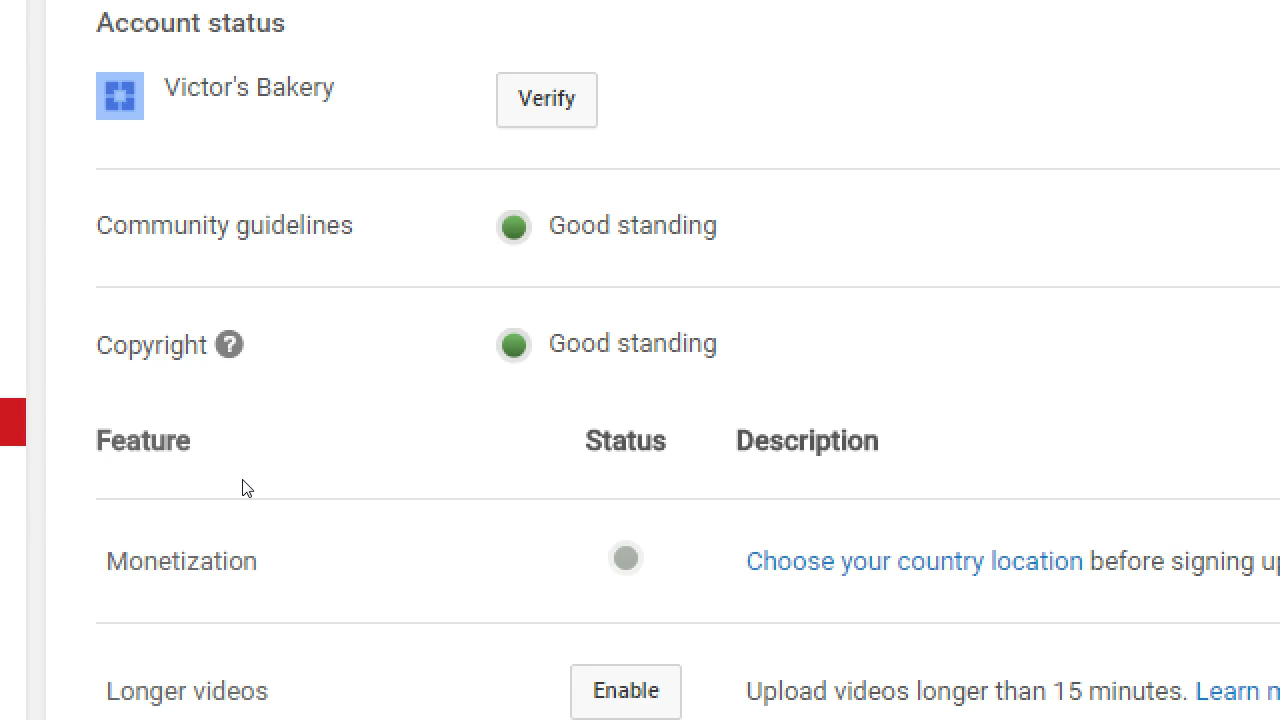 Account status
Victor's Bakery
Verify
Community guidelines
Good standing
Copyright ?
Good standing
Feature Status Description
Monetization
Choose your country location before signing up
Longer videos
Enable
Upload videos longer than 15 minutes. Learn